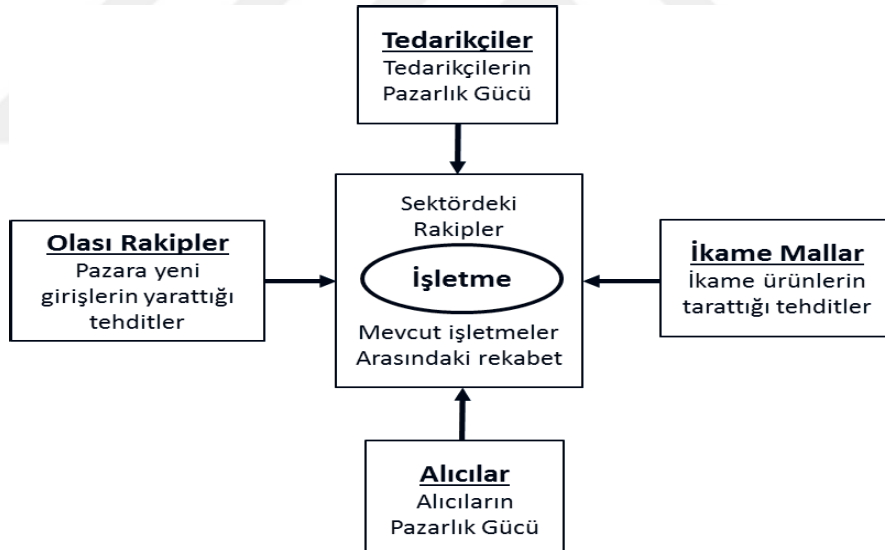 Tedarikçiler
Tedarikçilerin
Pazarlık Gücü
Sektördeki
Rakipler
İşletme
Mevcut işletmeler
Arasındaki rekabet
Olası Rakipler
Pazara yeni
girişlerin yarattığı
tehditler
İkame Mallar
İkame ürünlerin
tarattığı tehditler
Alıcılar
Alıcıların
Pazarlık Gücü